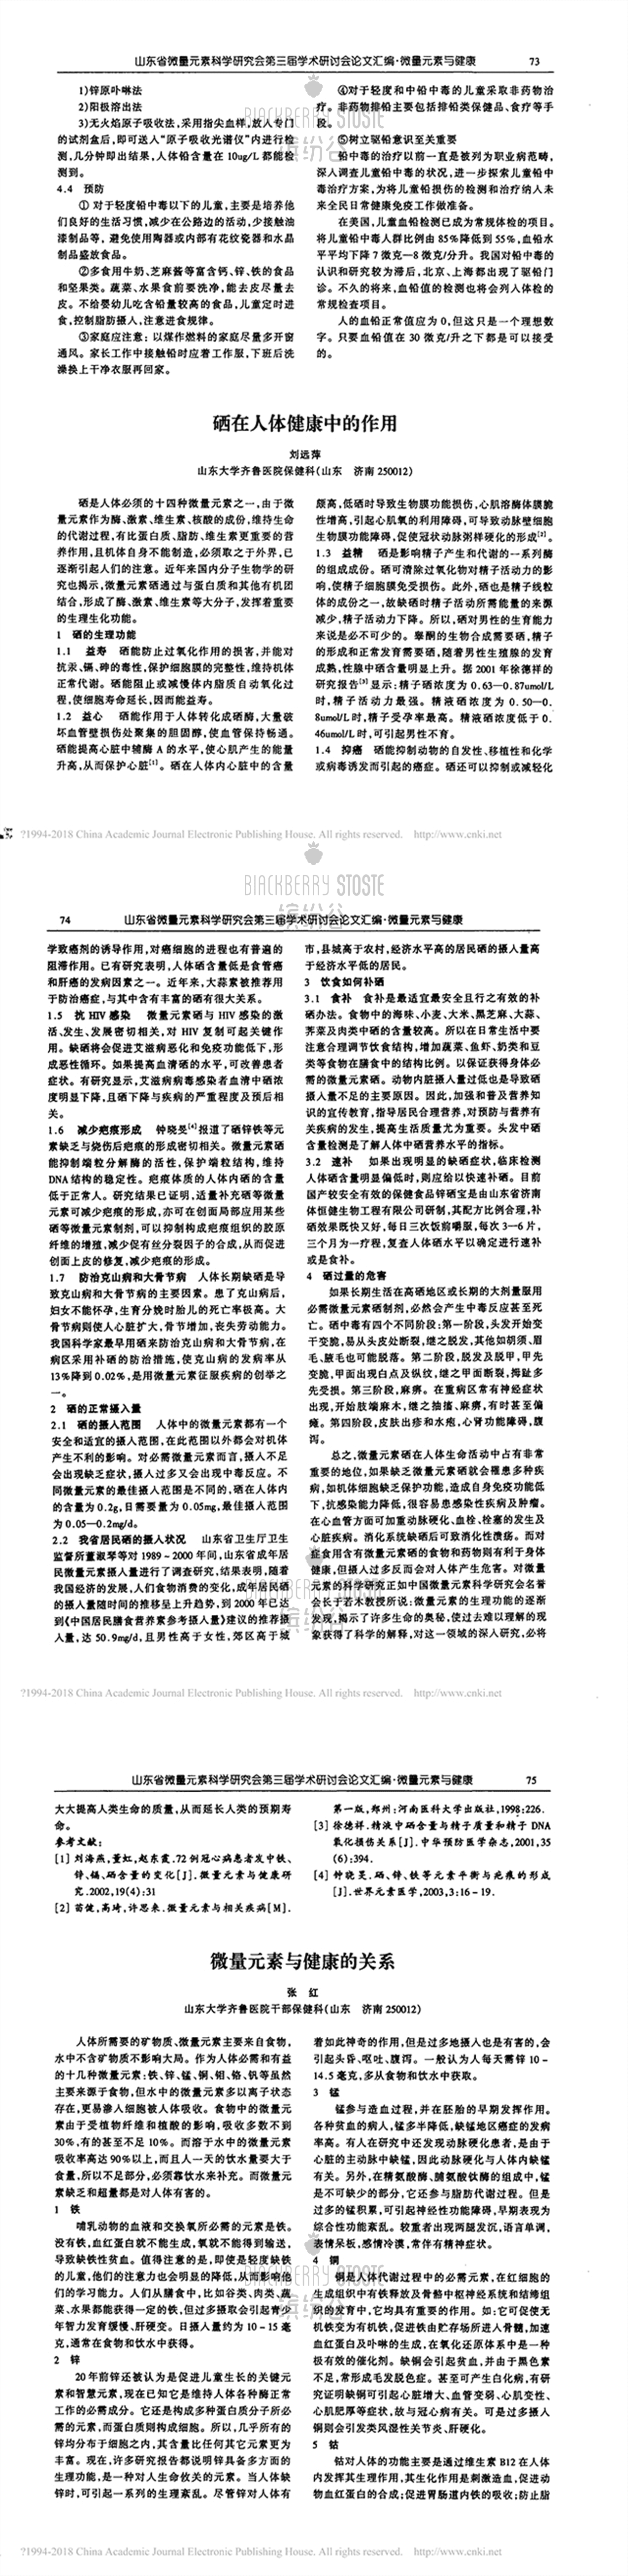 山东省微量元素科学研究会第三届学术研讨会论文汇编·微量元素与健康 73
1)锌原卟啉法
2)阳极溶出法
3)无火焰原子吸收法,采用指尖血样,放人专门
的试剂盒后,即可送入“原子吸收光谱仪”内进行检
测,几分钟即出结果,人体铅含量在 10ug/L 都能检
测到。
4.4 预防
① 对于轻度铅中毒以下的儿童,主要是培养他
们良好的生活习惯,减少在公路边的活动,少接触油
漆制品等，避免使用陶器或内部有花纹瓷器和水晶
制品盛放食品。
②多食用牛奶、芝麻酱等富含钙、锌、铁的食品
和坚果类。蔬菜、水果食前要洗净,能去皮尽量去
皮。不给婴幼儿吃含铅量较高的食品,儿童定时进
食,控制脂肪摄人,注意进食规律。
③家庭应注意：以煤作燃料的家庭尽量多开窗
通风。家长工作中接触铅时应着工作服,下班后洗
澡换上干净衣服再回家。
④对于轻度和中铅中毒的儿童采取非药物治
疗。非药物排铅主要包括排铅类保健品、食疗等手
段。
⑤树立驱铅意识至关重要
铅中毒的治疗以前一直是被列为职业病范畴,
深人调查儿童铅中毒的状况,进一步探索儿童铅中
毒治疗方案,为将儿童铅损伤的检测和治疗纳人未
来全民日常健康免疫工作做准备。
在美国,儿童血铅检测已成为常规体检的项目。
将儿童铅中毒人群比例由 85%降低到 55%,血铅水
平平均下降 7 微克—8 微克/分升。我国对铅中毒的
认识和研究较为滞后,北京、上海都出现了驱铅门
诊。不久的将来,血铅值的检测也将会列人体检的
常规检查项目。
人的血铅正常值应为 0,但这只是一个理想数
字。只要血铅值在 30 微克/升之下都是可以接受
的。
BlACKBERRY STOSTE
缤纷谷
硒在人体健康中的作用
刘远萍
山东大学齐鲁医院保健科(山东 济南 250012)
硒是人体必须的十四种微量元素之一,由于微
量元素作为酶、激素、维生素、核酸的成份,维持生命
的代谢过程,有比蛋白质、脂肪、维生素更重要的营
养作用,且机体自身不能制造,必须取之于外界,已
逐渐引起人们的注意。近年来国内分子生物学的研
究也揭示,微量元素硒通过与蛋白质和其他有机团
结合,形成了酶、激素、维生素等大分子,发挥着重要
的生理生化功能。
1 硒的生理功能
1.1 益寿 硒能防止过氧化作用的损害,并能对
抗汞、镉、砷的毒性,保护细胞膜的完整性,维持机体
正常代谢。硒能阻止或减慢体内脂质自动氧化过
程,使细胞寿命延长,因而能益寿。
1.2 益心 硒能作用于人体转化成硒酶,大量破
坏血管壁损伤处聚集的胆固醇,使血管保持畅通。
硒能提高心脏中辅酶 A 的水平,使心肌产生的能量
升高,从而保护心脏[1]。硒在人体内心脏中的含量
颇高,低硒时导致生物膜功能损伤,心肌溶酶体膜脆
性增高,引起心肌氧的利用障碍,可导致动脉壁细胞
生物膜功能障碍,促使冠状动脉粥样硬化的形成[2]。
1.3 益精 硒是影响精子产生和代谢的一系列酶
的组成成份。硒可清除过氧化物对精子活动力的影
响,使精子细胞膜免受损伤。此外,硒也是精子线粒
体的成份之一,故缺硒时精子活动所需能量的来源
减少,精子活动力下降。所以,硒对男性的生育能力
来说是必不可少的。睾酮的生物合成需要硒,精子
的形成和正常发育需要硒,随着男性生殖腺的发育
成熟,性腺中硒含量明显上升。据 2001 年徐德祥的
研究报告[3]显示:精子硒浓度为 0.63—0.87umol/L
时,精子活动力最强。精液硒浓度为 0.50—0.
8umol/L 时,精子受孕率最高。精液硒浓度低于 0.
46umol/L 时,可引起男性不育。
1.4 抑癌 硒能抑制动物的自发性、移植性和化学
或病毒诱发而引起的癌症。硒还可以抑制或减轻化
?1994-2018 China Academic Journal Electronic Publishing House. All rights reserved. http://www.cnki.net
BlACKBERRY STOSTE
缤纷谷
74 山东省微量元素科学研究会第三届学术研讨会论文汇编·微量元素与健康
学致癌剂的诱导作用,对癌细胞的进程也有普遍的
阻滞作用。已有研究表明,人体硒含量低是食管癌
和肝癌的发病因素之一。近年来,大蒜素被推荐用
于防治癌症,与其中含有丰富的硒有很大关系。
1.5 抗 HIV 感染 微量元素硒与 HIV 感染的激
活、发生、发展密切相关,对 HIV 复制可起关键作
用。缺硒将会促进艾滋病恶化和免疫功能低下,形
成恶性循环。如果提高血清硒的水平,可改善患者
症状。有研究显示,艾滋病病毒感染者血清中硒浓
度明显下降,且硒下降与疾病的严重程度及预后相
关。
1.6 减少疤痕形成 钟晓旻[4]报道了硒锌铁等元
素缺乏与烧伤后疤痕的形成密切相关。微量元素硒
能抑制端粒分解酶的活性,保护端粒结构,维持
DNA 结构的稳定性。疤痕体质的人体内硒的含量
低于正常人。研究结果已证明,适量补充硒等微量
元素可减少疤痕的形成,亦可在创面局部应用某些
硒等微量元素制剂,可以抑制构成疤痕组织的胶原
纤维的增殖,减少促有丝分裂因子的合成,从而促进
创面上皮的修复,减少疤痕的形成。
1.7 防治克山病和大骨节病 人体长期缺硒是导
致克山病和大骨节病的主要因素。患了克山病后,
妇女不能怀孕,生育分娩时胎儿的死亡率极高。大
骨节病则使人心脏扩大,骨节增加,丧失劳动能力。
我国科学家最早用硒来防治克山病和大骨节病,在
病区采用补硒的防治措施,使克山病的发病率从
13%降到 0.02%,是用微量元素征服疾病的创举之
一。
2 硒的正常摄入量
2.1 硒的摄人范围 人体中的微量元素都有一个
安全和适宜的摄人范围,在此范围以外都会对机体
产生不利的影响。对必需微量元素而言,摄人不足
会出现缺乏症状,摄人过多又会出现中毒反应。不
同微量元素的最佳摄人范围是不同的,硒在人体内
的含量为 0.2g,日需要量为 0.05mg,最佳摄人范围
为 0.05—0.2mg/d。
2.2 我省居民硒的摄人状况 山东省卫生厅卫生
监督所董淑琴等对 1989－2000 年间,山东省成年居
民微量元素摄人量进行了调查研究,结果表明,随着
我国经济的发展,人们食物消费的变化,成年居民硒
的摄人量随时间的推移呈上升趋势,到 2000 年已达
到《中国居民膳食营养素参考摄人量》建议的推荐摄
人量,达 50.9mg/d,且男性高于女性,郊区高于城
市,县城高于农村,经济水平高的居民硒的摄人量高
于经济水平低的居民。
3 饮食如何补硒
3.1 食补 食补是最适宜最安全且行之有效的补
硒办法。食物中的海味、小麦、大米、黑芝麻、大蒜、
荠菜及肉类中硒的含量较高。所以在日常生活中要
注意合理调节饮食结构,增加蔬菜、鱼虾、奶类和豆
类等食物在膳食中的结构比例。以保证获得身体必
需的微量元素硒。动物内脏摄人量过低也是导致硒
摄人量不足的主要原因。因此,加强和普及营养知
识的宣传教育,指导居民合理营养,对预防与营养有
关疾病的发生,提高生活质量尤为重要。头发中硒
含量检测是了解人体中硒营养水平的指标。
3.2 速补 如果出现明显的缺硒症状,临床检测
人体硒含量明显偏低时,则应给以快速补硒。目前
国产较安全有效的保健食品锌硒宝是由山东省济南
体恒健生物工程有限公司研制,其配方比例合理,补
硒效果既快又好,每日三次饭前嚼服,每次 3—6 片,
三个月为一疗程,复查人体硒水平以确定进行速补
或是食补。
4 硒过量的危害
如果长期生活在高硒地区或长期的大剂量服用
必需微量元素硒制剂,必然会产生中毒反应甚至死
亡。硒中毒有四个不同阶段:第一阶段,头发开始变
干变脆,易从头皮处断裂,继之脱发,其他如胡须、眉
毛、腋毛也可能脱落。第二阶段,脱发及脱甲,甲先
变脆,甲面出现白点及纵纹,继之甲面断裂,拇趾多
先受损。第三阶段,麻痹。在重病区常有神经症状
出现,开始肢端麻木,继之抽搐、麻痹,有时甚至偏
瘫。第四阶段,皮肤出疹和水疱,心肾功能障碍,腹
泻。
总之,微量元素硒在人体生命活动中占有非常
重要的地位,如果缺乏微量元素硒就会罹患多种疾
病,如机体细胞缺乏保护功能,造成自身免疫功能低
下,抗感染能力降低,很容易患感染性疾病及肿瘤。
在心血管方面可加重动脉硬化、血栓、栓塞的发生及
心脏疾病。消化系统缺硒后可致消化性溃疡。而对
症食用含有微量元素硒的食物和药物则有利于身体
健康,但摄人过多反而会对人体产生危害。对微量
元素的科学研究正如中国微量元素科学研究会名誉
会长于若木教授所说:微量元素的生理功能的逐渐
发现,揭示了许多生命的奥秘,使过去难以理解的现
象获得了科学的解释,对这一领域的深人研究,必将
BlACKBERRY STOSTE
缤纷谷
?1994-2018 China Academic Journal Electronic Publishing House. All rights reserved. http://www.cnki.net
山东省微量元素科学研究会第三届学术研讨会论文汇编·微量元素与健康 75
大大提高人类生命的质量,从而延长人类的预期寿
命。
参考文献:
[1] 刘海燕,董虹,赵东霞.72 例冠心病患者发中铁、
锌、镉、硒含量的变化[J].微量元素与健康研
究.2002,19(4):31
[2] 苗健,高琦,许思来.微量元素与相关疾病[M].
第一版,郑州:河南医科大学出版社,1998:226.
[3] 徐德祥.精液中硒含量与精子质量和精子 DNA
氧化损伤关系[J].中华预防医学杂志,2001,35
(6):394.
[4] 钟晓旻.硒、锌、铁等元素平衡与疤痕的形成
[J].世界元素医学,2003,3:16－19.
微量元素与健康的关系
张 红
山东大学齐鲁医院干部保健科(山东 济南 250012)
人体所需要的矿物质、微量元素主要来自食物,
水中不含矿物质不影响大局。作为人体必需和有益
的十几种微量元素:铁、锌、锰、铜、钼、铬、钒等虽然
主要来源于食物,但水中的微量元素多以离子状态
存在,更易渗人细胞被人体吸收。食物中的微量元
素由于受植物纤维和植酸的影响,吸收多数不到
30%,有的甚至不足 10%。而溶于水中的微量元素
吸收率高达 90%以上,而且人一天的饮水量要大于
食量,所以不足部分,必须靠饮水来补充。而微量元
素缺乏和超量都是对人体有害的。
1 铁
哺乳动物的血液和交换氧所必需的元素是铁。
没有铁,血红蛋白就不能生成,氧就不能得到输送,
导致缺铁性贫血。值得注意的是,即使是轻度缺铁
的儿童,他们的注意力也会明显的降低,从而影响他
们的学习能力。人们从膳食中,比如谷类、肉类、蔬
菜、水果都能获得一定的铁,但过多摄取会引起青少
年智力发育缓慢、肝硬变。日摄人量约为 10－15 毫
克,通常在食物和饮水中获得。
2 锌
20 年前锌还被认为是促进儿童生长的关键元
素和智慧元素,现在已知它是维持人体各种酶正常
工作的必需成分。它还是构成多种蛋白质分子所必
需的元素,而蛋白质则构成细胞。所以,几乎所有的
锌均分布于细胞之内,其含量比任何其它元素更为
丰富。现在,许多研究报告都说明锌具备多方面的
生理功能,是一种对人生命攸关的元素。当人体缺
锌时,可引起一系列的生理紊乱。尽管锌对人体有
着如此神奇的作用,但是过多地摄人也是有害的,会
引起头昏、呕吐、腹泻。一般认为人每天需锌 10－
14.5 毫克,多从食物和饮水中获取。
3 锰
锰参与造血过程,并在胚胎的早期发挥作用。
各种贫血的病人,锰多半降低,缺锰地区癌症的发病
率高。有人在研究中还发现动脉硬化患者,是由于
心脏的主动脉中缺锰,因此动脉硬化与人体内缺锰
有关。另外,在精氨酸酶、脯氨酸钛酶的组成中,锰
是不可缺少的部分,它还参与脂肪代谢过程。但是
过多的锰积累,可引起神经性功能障碍,早期表现为
综合性功能紊乱。较重者出现两腿发沉,语言单调,
表情呆板,感情冷漠,常伴有精神症状。
4 铜
铜是人体代谢过程中的必需元素,在红细胞的
生成组织中有铁释放及骨骼中枢神经系统和结缔组
织的发育中,它均具有重要的作用。如:它可促使无
机铁变为有机铁,促进铁由贮存场所进人骨髓,加速
血红蛋白及卟啉的生成,在氧化还原体系中是一种
极有效的催化剂。缺铜会引起贫血,并由于黑色素
不足,常形成毛发脱色症。甚至可产生白化病,有研
究证明缺铜可引起心脏增大、血管变弱、心肌变性、
心肌肥厚等症状,故与冠心病有关。可是过多摄人
铜则会引发类风湿性关节炎、肝硬化。
5 钴
钴对人体的功能主要是通过维生素 B12 在人体
内发挥其生理作用,其生化作用是刺激造血,促进动
物血红蛋白的合成;促进胃肠道内铁的吸收;防止脂
BlACKBERRY STOSTE
缤纷谷
?1994-2018 China Academic Journal Electronic Publishing House. All rights reserved. http://www.cnki.net